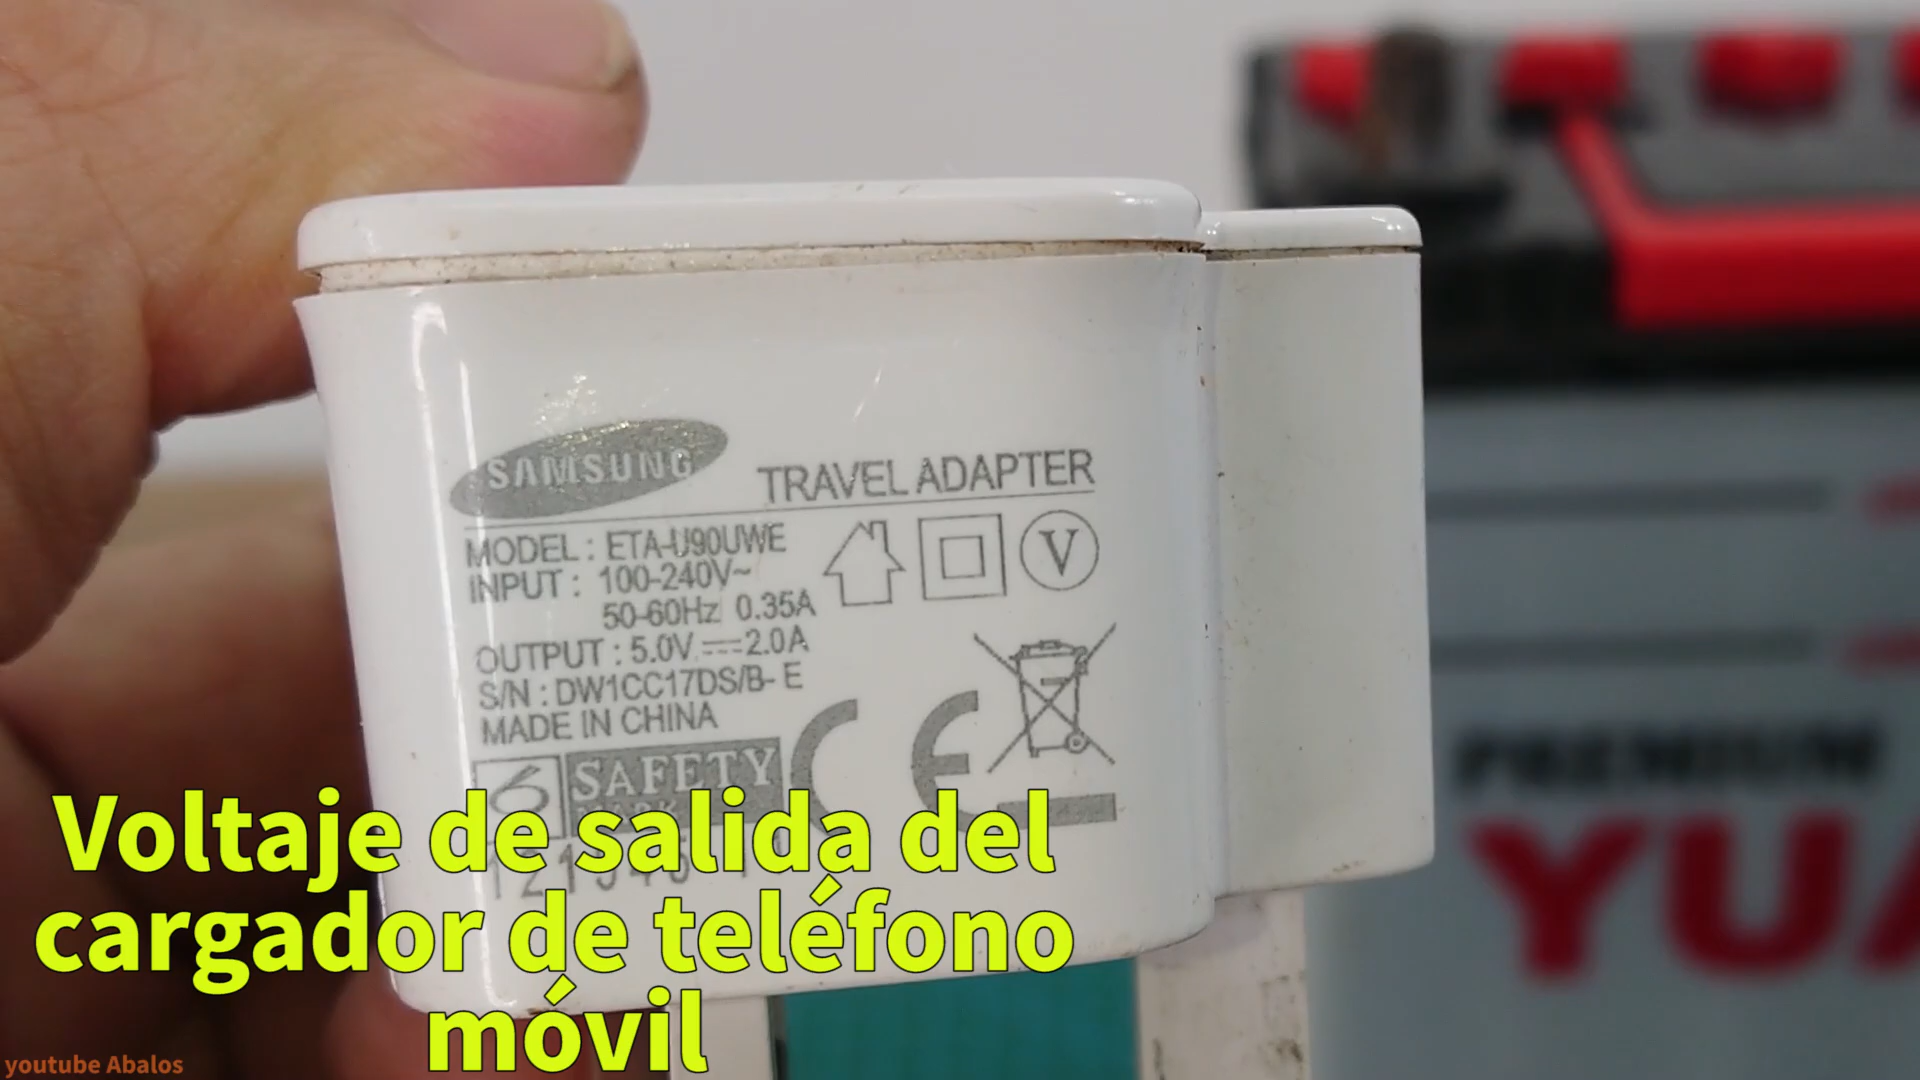 SAMSUNG
TRAVEL ADAPTER
MODEL : ETA-U90UWE
INPUT : 100-240V~
50-60Hz 0.35A
OUTPUT : 5.0V ⎓ 2.0A
S/N : DW1CC17DS/B- E
MADE IN CHINA
V
SAFETY
CE
PREMIUM
YUA
Voltaje de salida del
cargador de teléfono
móvil
youtube Abalos